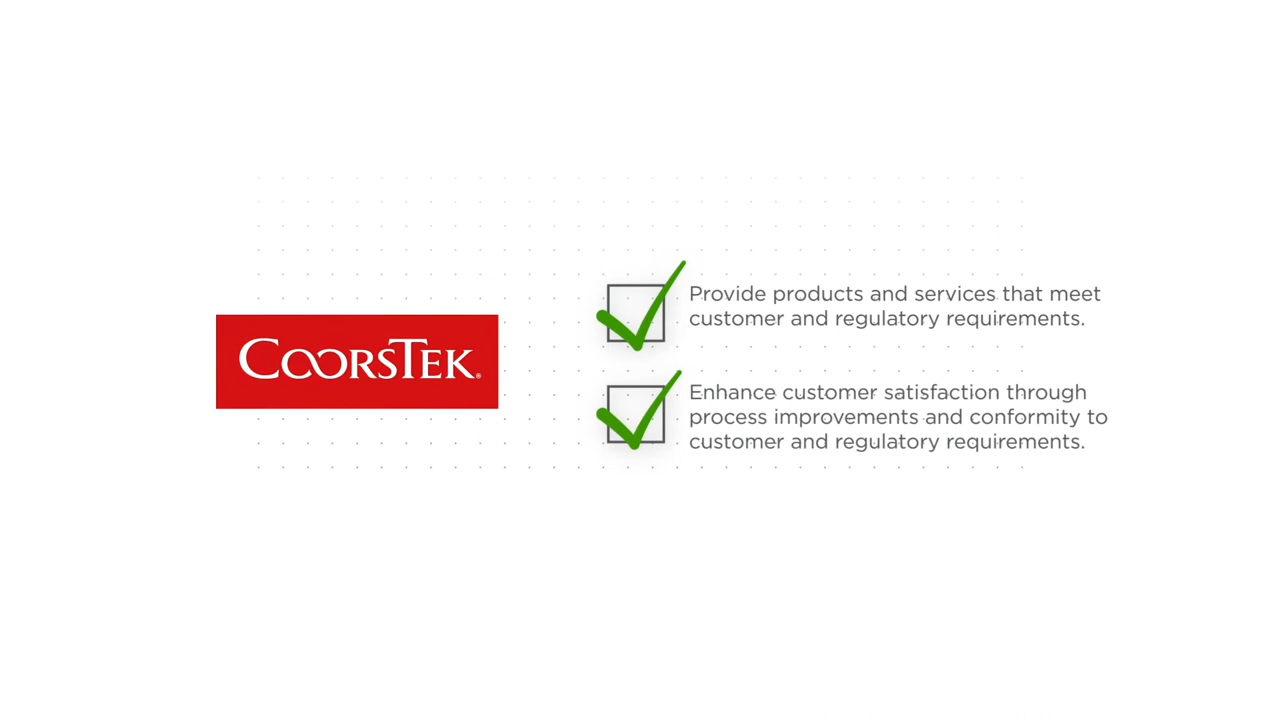 COORSTEK®
Provide products and services that meet
customer and regulatory requirements.
Enhance customer satisfaction through
process improvements and conformity to
customer and regulatory requirements.